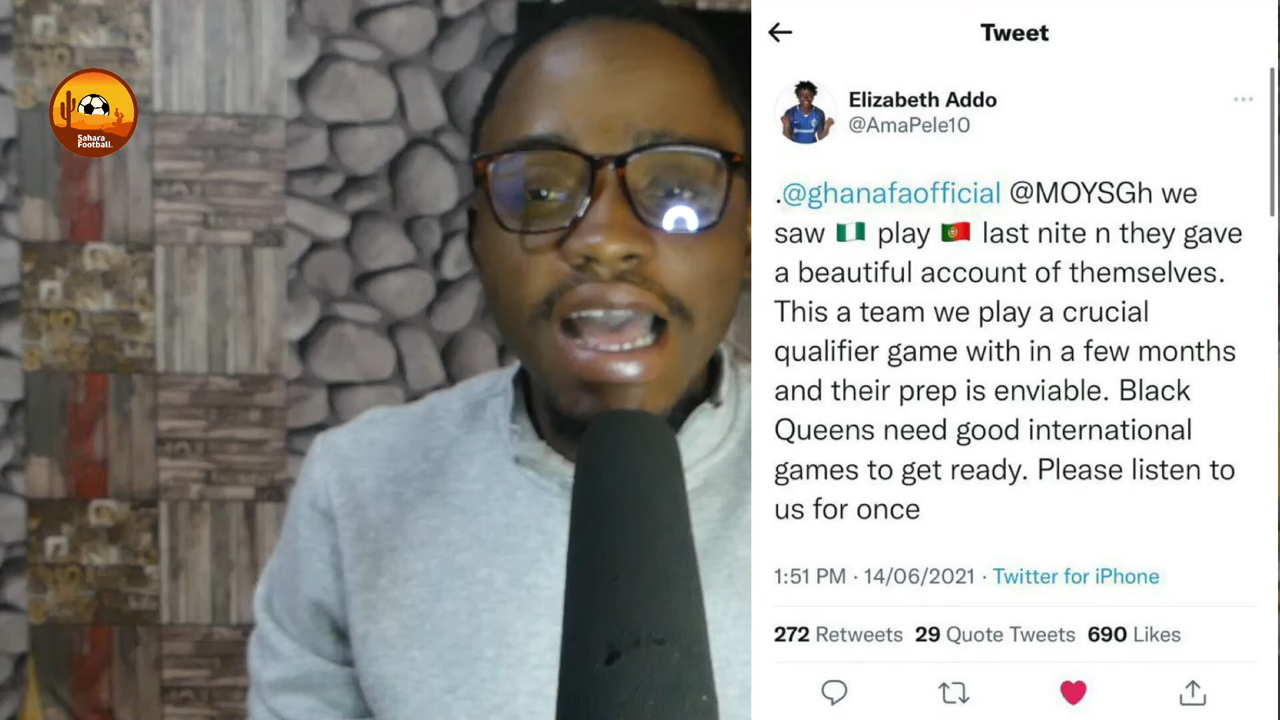 Sahara
Football.
Tweet
Elizabeth Addo
@AmaPele10
.@ghanafaofficial @MOYSGh we
saw 🇳🇬 play 🇵🇹 last nite n they gave
a beautiful account of themselves.
This a team we play a crucial
qualifier game with in a few months
and their prep is enviable. Black
Queens need good international
games to get ready. Please listen to
us for once
1:51 PM · 14/06/2021 · Twitter for iPhone
272 Retweets 29 Quote Tweets 690 Likes